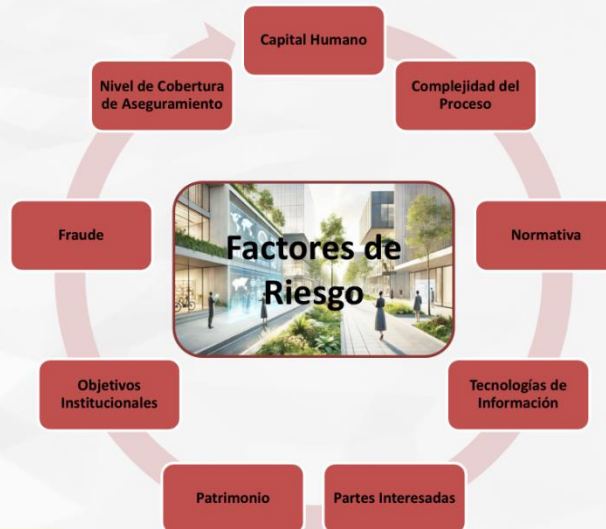 Capital Humano
Complejidad del
Proceso
Normativa
Tecnologías de
Información
Partes Interesadas
Patrimonio
Objetivos
Institucionales
Fraude
Nivel de Cobertura
de Aseguramiento
Factores de
Riesgo